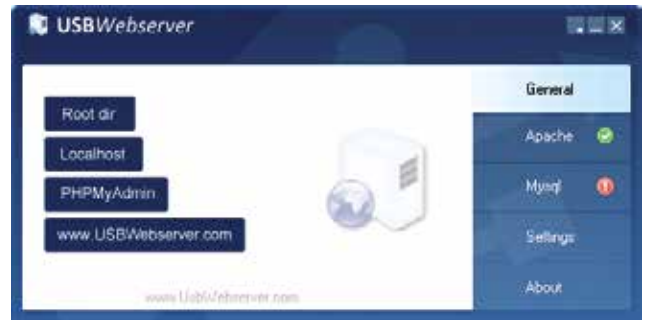 USBWebserver
Root dir
Localhost
PHPMyAdmin
www.USBWebserver.com
www.UsbWebserver.com
General
Apache
Mysql
Settings
About